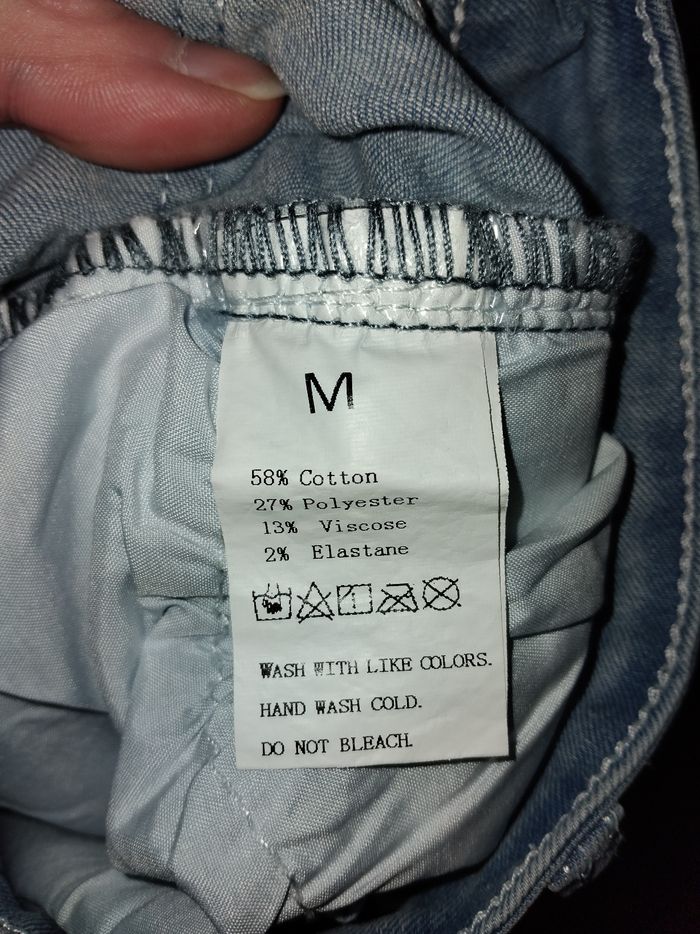 M
58% Cotton
27% Polyester
13% Viscose
2% Elastane
WASH WITH LIKE COLORS.
HAND WASH COLD.
DO NOT BLEACH.